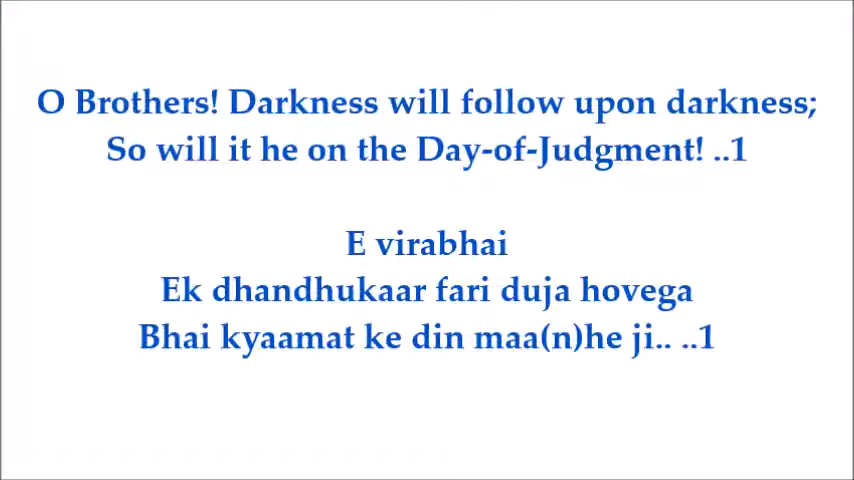 O Brothers! Darkness will follow upon darkness;
So will it he on the Day-of-Judgment! ..1
E virabhai
Ek dhandhukaar fari duja hovega
Bhai kyaamat ke din maa(n)he ji.. ..1